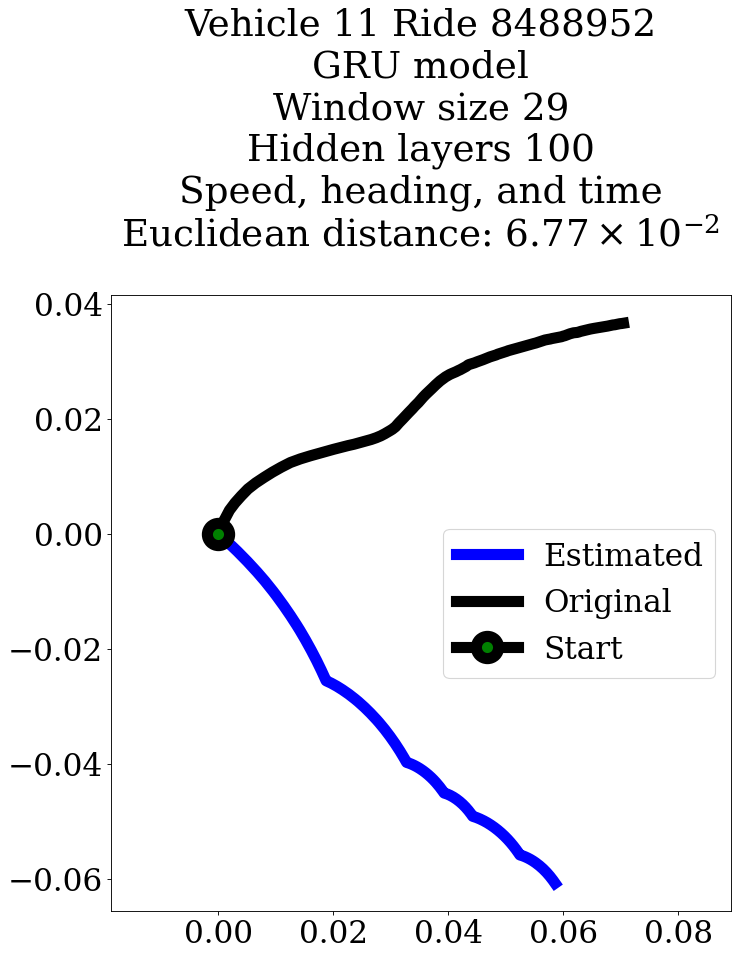 Vehicle 11 Ride 8488952
GRU model
Window size 29
Hidden layers 100
Speed, heading, and time
Euclidean distance: 6.77 × 10⁻²
0.04
0.02
0.00
−0.02
−0.04
−0.06
Estimated
Original
Start
0.00 0.02 0.04 0.06 0.08